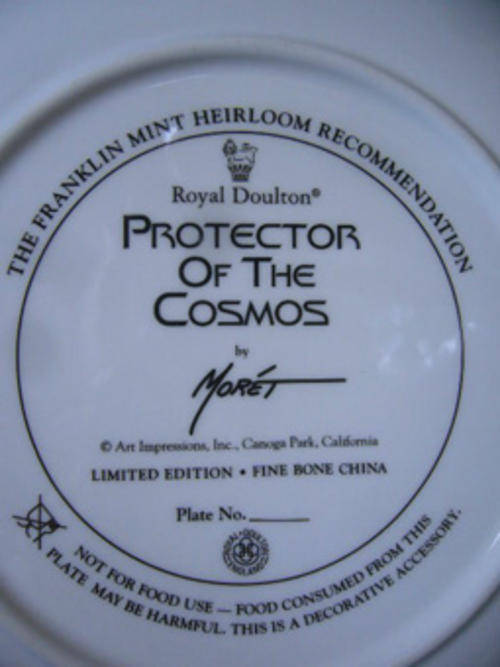 THE FRANKLIN MINT HEIRLOOM RECOMMENDATION
Royal Doulton®
PROTECTOR
OF THE
COSMOS
by
MORÉT
© Art Impressions, Inc., Canoga Park, California
LIMITED EDITION • FINE BONE CHINA
Plate No.
NOT FOR FOOD USE — FOOD CONSUMED FROM THIS
PLATE MAY BE HARMFUL. THIS IS A DECORATIVE ACCESSORY.